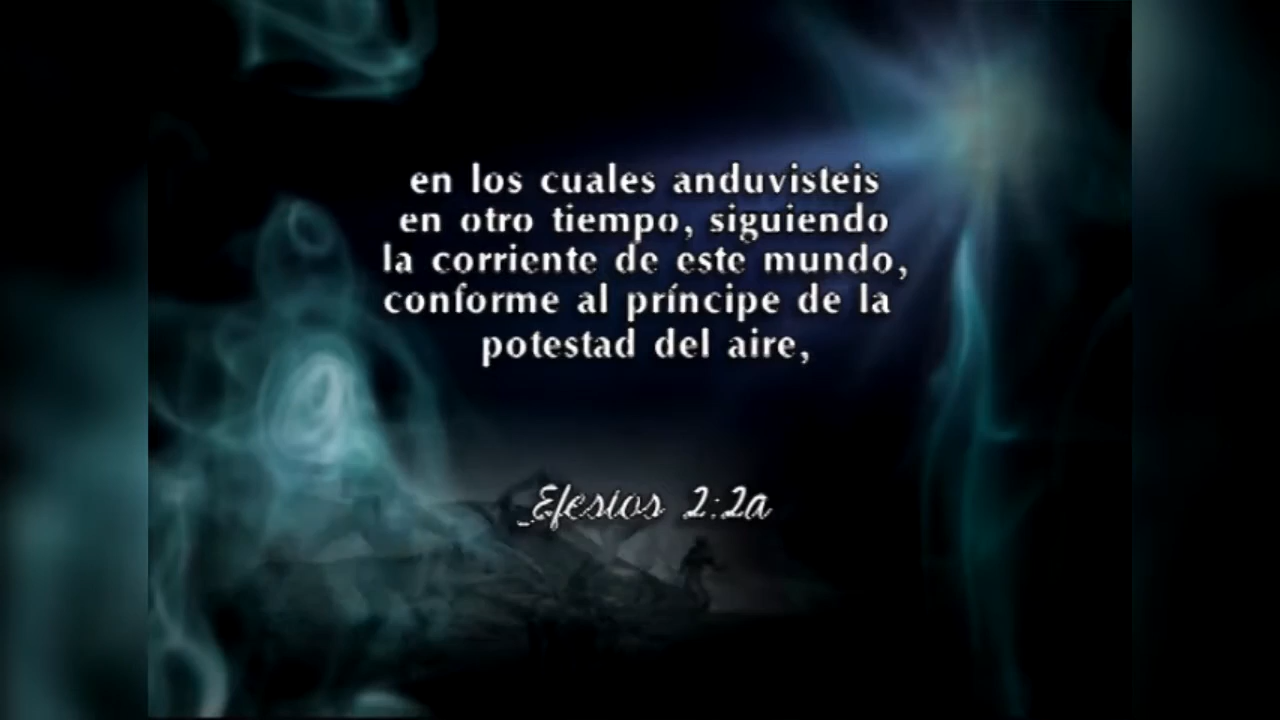 en los cuales anduvisteis
en otro tiempo, siguiendo
la corriente de este mundo,
conforme al príncipe de la
potestad del aire,
Efesios 2:2a